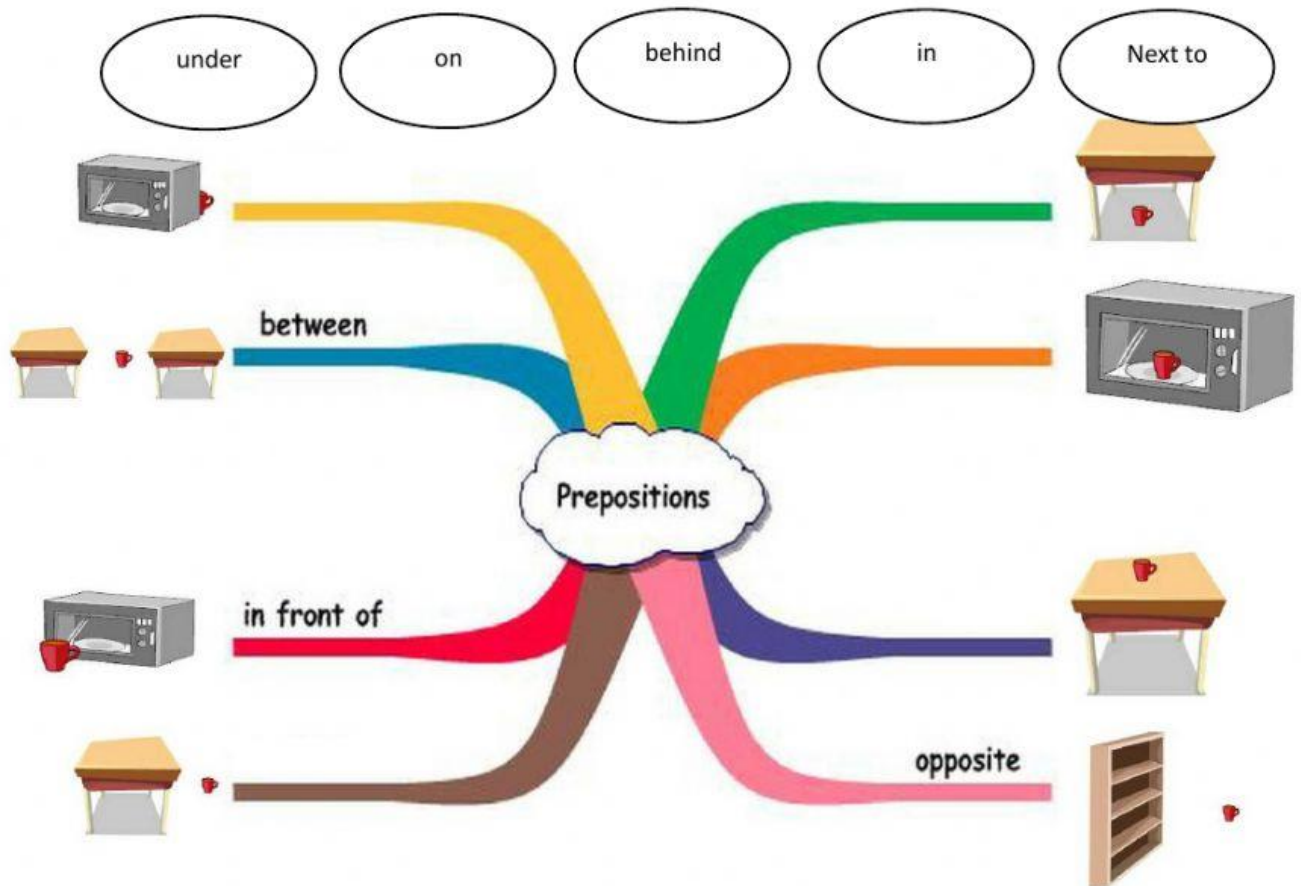 under
on
behind
in
Next to
between
Prepositions
in front of
opposite